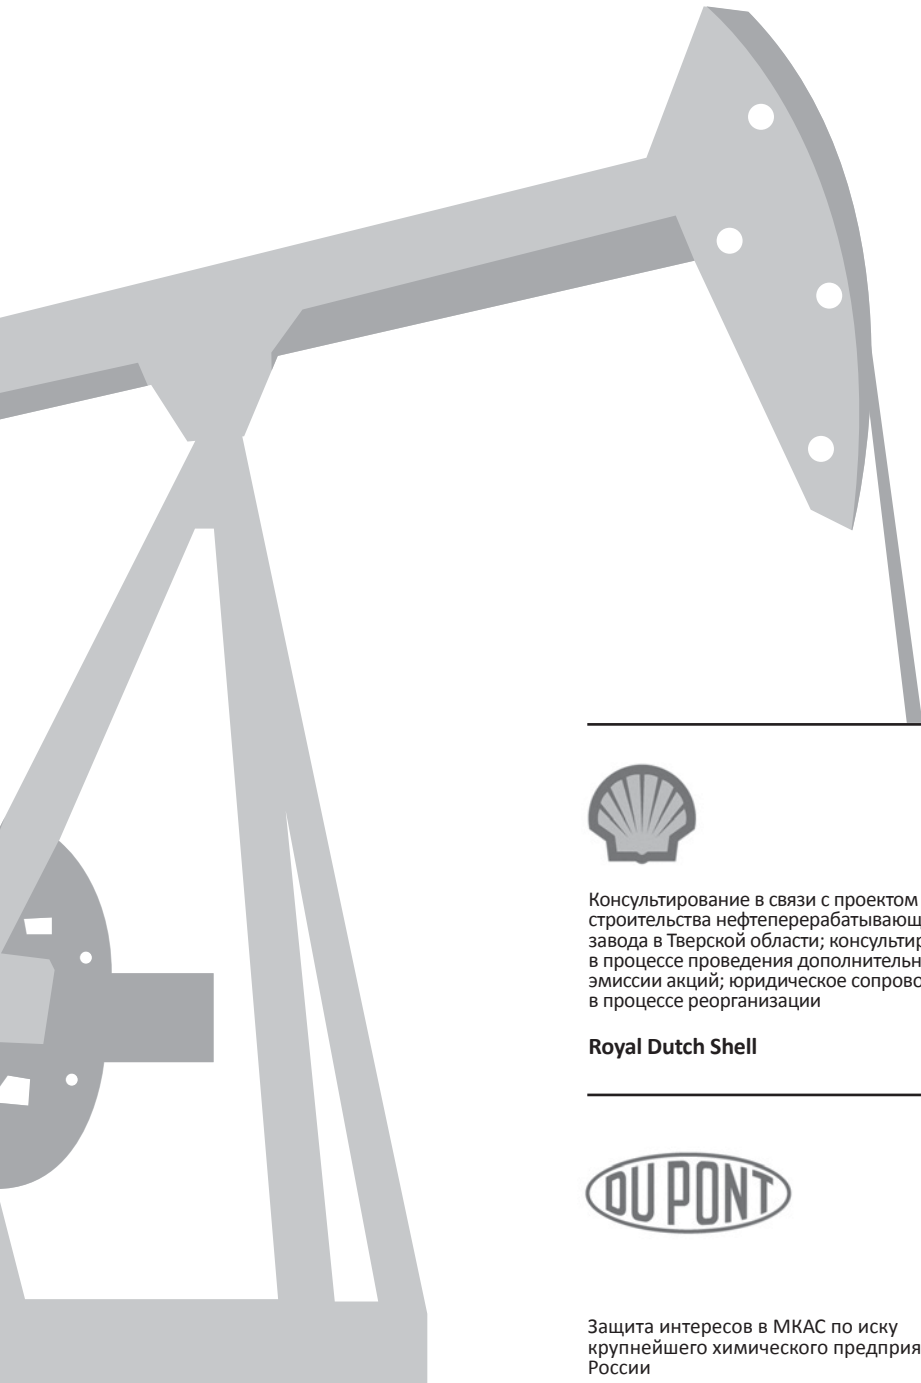 Консультирование в связи с проектом
строительства нефтеперерабатывающ
завода в Тверской области; консультир
в процессе проведения дополнительн
эмиссии акций; юридическое сопрово
в процессе реорганизации
Royal Dutch Shell
DU PONT
Защита интересов в МКАС по иску
крупнейшего химического предприя
России